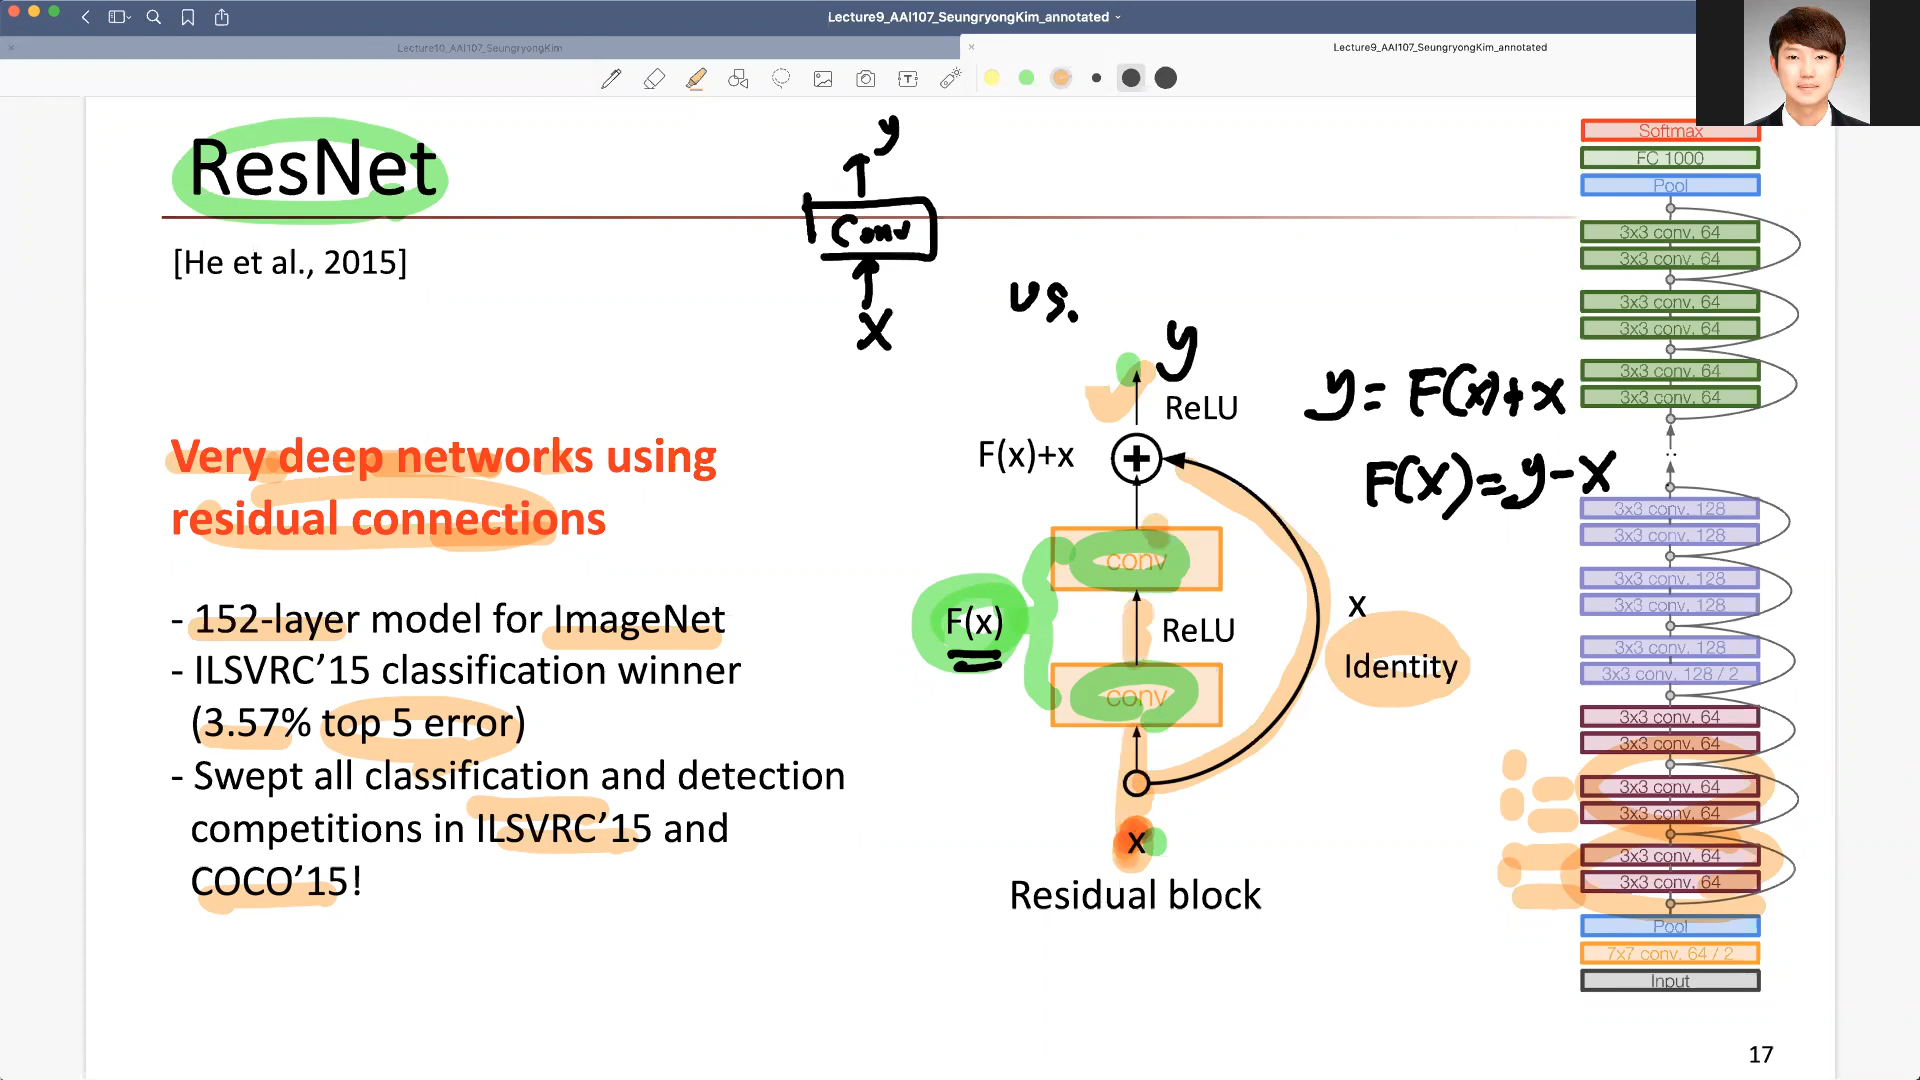 Lecture9_AAI107_SeungryongKim_annotated
Lecture10_AAI107_SeungryongKim
Lecture9_AAI107_SeungryongKim_annotated
ResNet
[He et al., 2015]
Very deep networks using
residual connections
- 152-layer model for ImageNet
- ILSVRC’15 classification winner
(3.57% top 5 error)
- Swept all classification and detection
competitions in ILSVRC’15 and
COCO’15!
y
Conv
X
vs.
y
ReLU
F(x)+x
conv
F(x)
ReLU
conv
X
Identity
X
Residual block
y = F(x)+x
F(x)=y-x
Softmax
FC 1000
Pool
3x3 conv, 64
3x3 conv, 64
3x3 conv, 64
3x3 conv, 64
3x3 conv, 64
3x3 conv, 64
..
3x3 conv, 128
3x3 conv, 128
3x3 conv, 128
3x3 conv, 128
3x3 conv, 128
3x3 conv, 128 / 2
3x3 conv, 64
3x3 conv, 64
3x3 conv, 64
3x3 conv, 64
3x3 conv, 64
3x3 conv, 64
Pool
7x7 conv, 64 / 2
Input
17